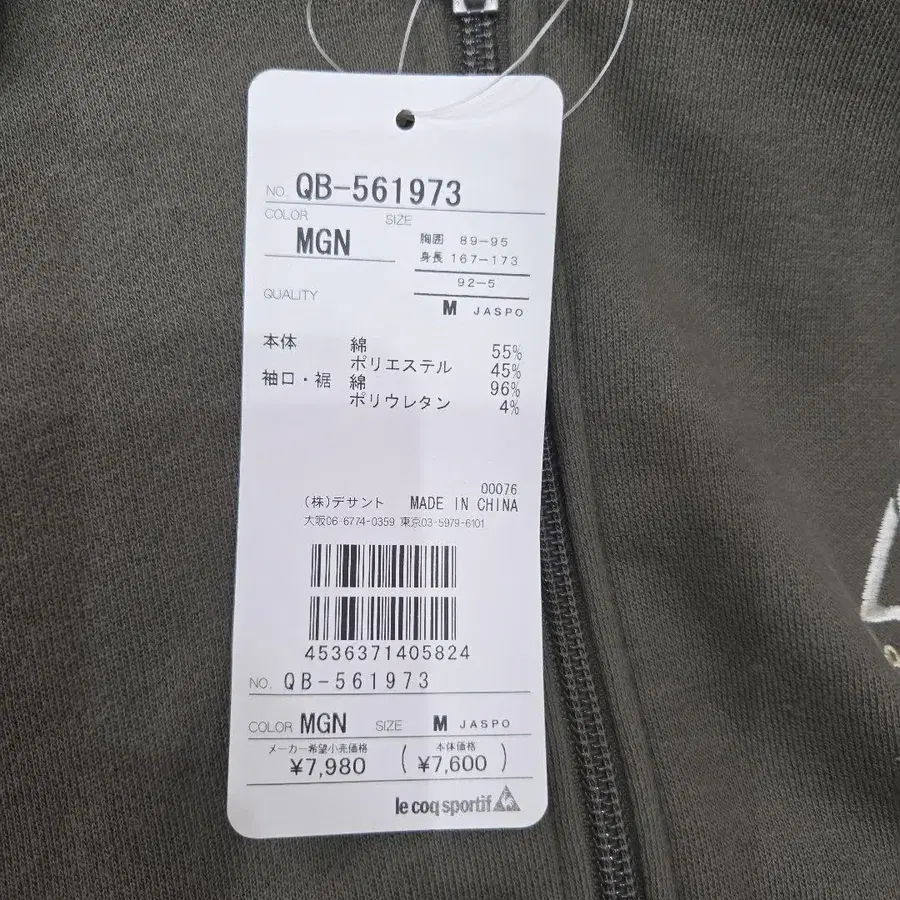 NO. QB-561973
COLOR SIZE
MGN
胸囲 89-95
身長 167-173
92-5
M JASPO
QUALITY
本体 綿 55%
ポリエステル 45%
袖口・裾 綿 96%
ポリウレタン 4%
00076
(株)デサント MADE IN CHINA
大阪06-6774-0359 東京03-5979-6101
4536371405824
NO. QB-561973
COLOR MGN SIZE M JASPO
メーカー希望小売価格 本体価格
¥7,980 (¥7,600)
le coq sportif